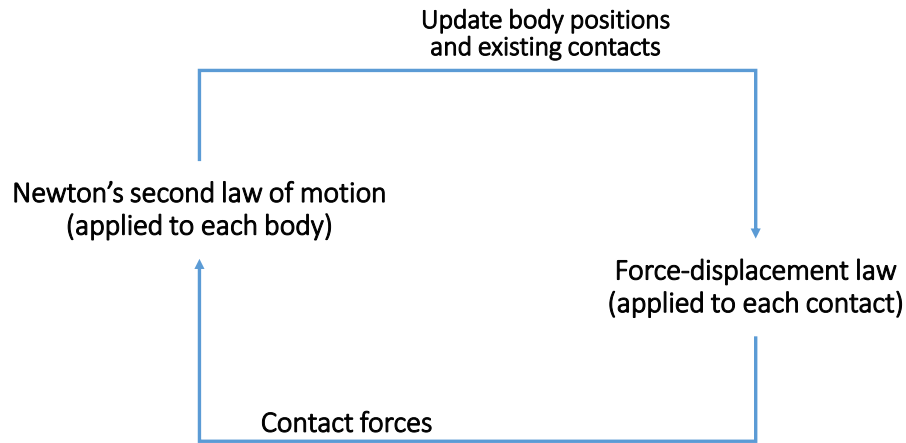 Update body positions
and existing contacts
Newton’s second law of motion
(applied to each body)
Force-displacement law
(applied to each contact)
Contact forces